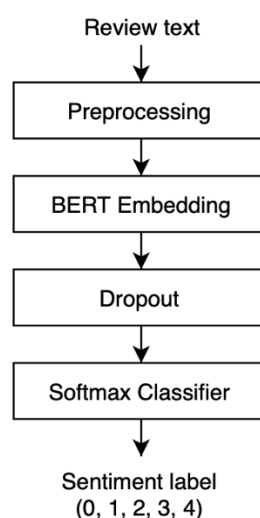 Review text
Preprocessing
BERT Embedding
Dropout
Softmax Classifier
Sentiment label
(0, 1, 2, 3, 4)